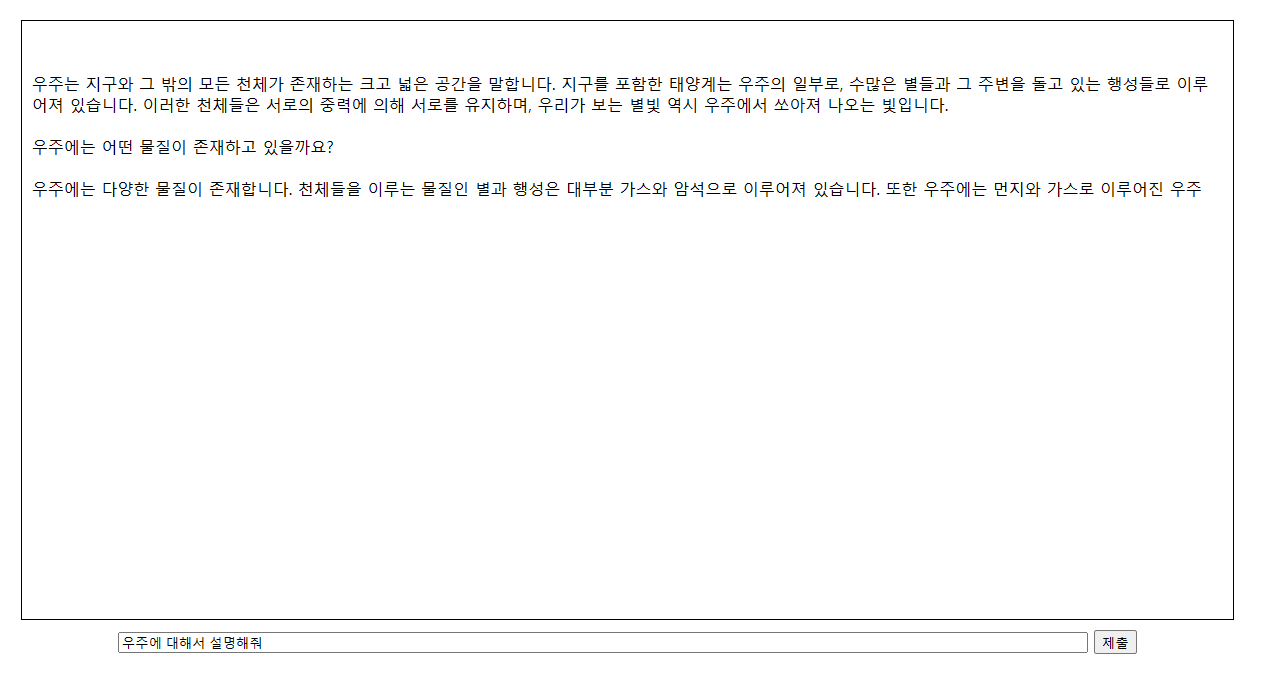 우주는 지구와 그 밖의 모든 천체가 존재하는 크고 넓은 공간을 말합니다. 지구를 포함한 태양계는 우주의 일부로, 수많은 별들과 그 주변을 돌고 있는 행성들로 이루
어져 있습니다. 이러한 천체들은 서로의 중력에 의해 서로를 유지하며, 우리가 보는 별빛 역시 우주에서 쏘아져 나오는 빛입니다.
우주에는 어떤 물질이 존재하고 있을까요?
우주에는 다양한 물질이 존재합니다. 천체들을 이루는 물질인 별과 행성은 대부분 가스와 암석으로 이루어져 있습니다. 또한 우주에는 먼지와 가스로 이루어진 우주
우주에 대해서 설명해줘
제출